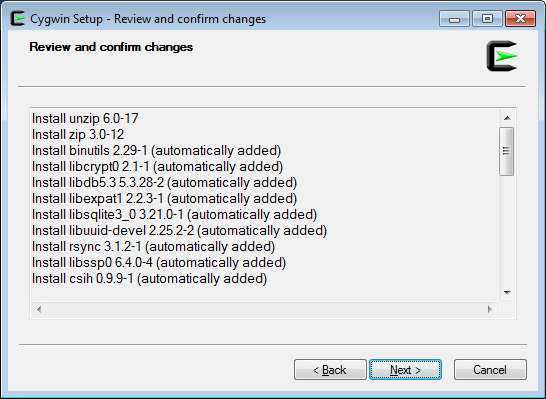 Cygwin Setup - Review and confirm changes
Review and confirm changes
Install unzip 6.0-17
Install zip 3.0-12
Install binutils 2.29-1 (automatically added)
Install libcrypt0 2.1-1 (automatically added)
Install libdb5.3 5.3.28-2 (automatically added)
Install libexpat1 2.2.3-1 (automatically added)
Install libsqlite3_0 3.21.0-1 (automatically added)
Install libuuid-devel 2.25.2-2 (automatically added)
Install rsync 3.1.2-1 (automatically added)
Install libssp0 6.4.0-4 (automatically added)
Install csih 0.9.9-1 (automatically added)
< Back
Next >
Cancel